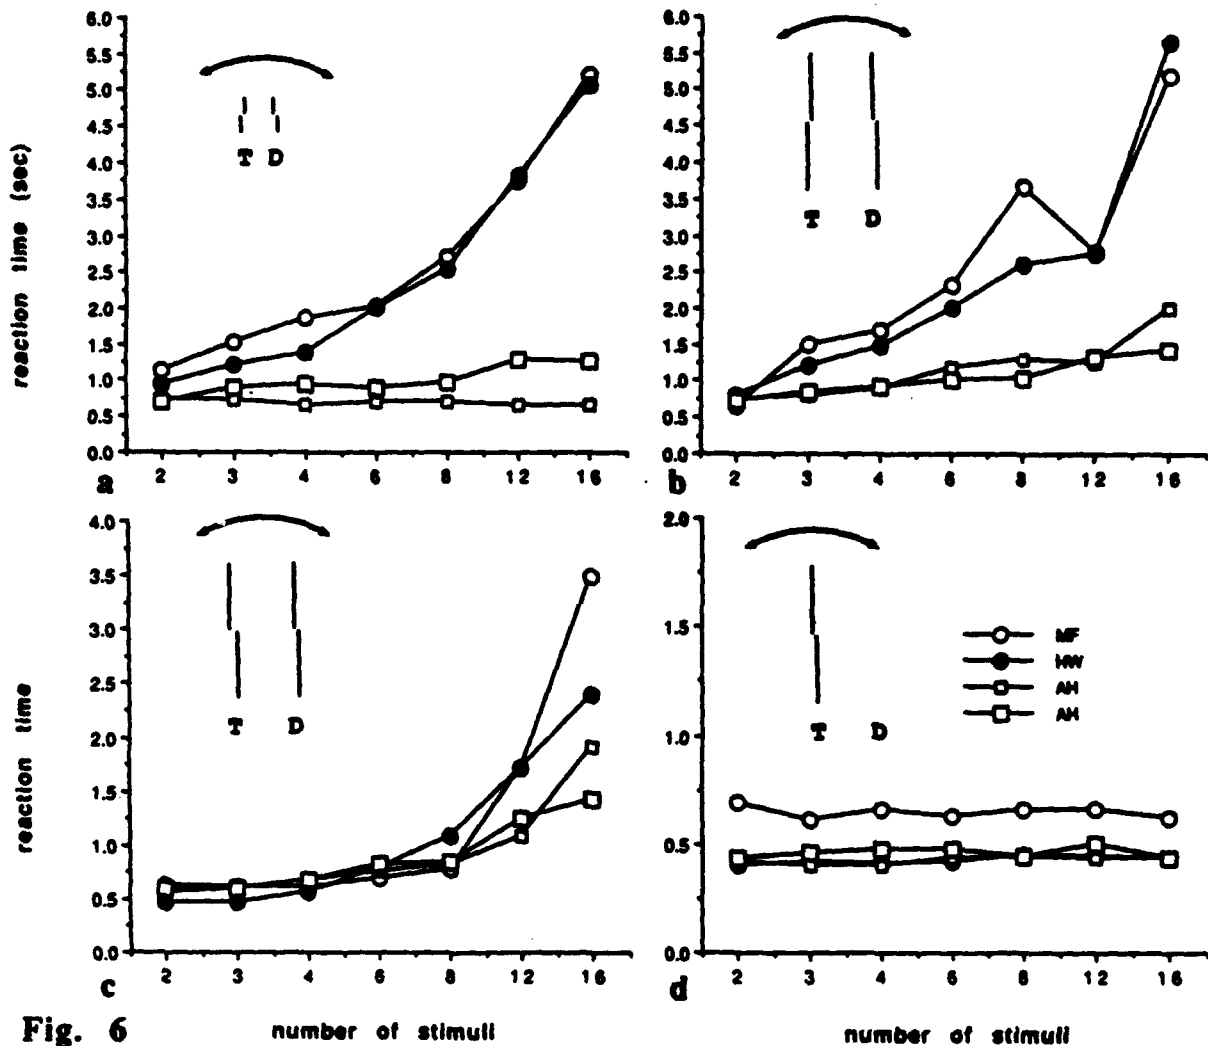 6.0
5.5
5.0
4.5
4.0
3.5
3.0
2.5
2.0
1.5
1.0
0.5
0.0
reaction time (sec)
T D
2 3 4 6 8 12 16
a
6.0
5.5
5.0
4.5
4.0
3.5
3.0
2.5
2.0
1.5
1.0
0.5
0.0
T D
2 3 4 6 8 12 16
b
4.0
3.5
3.0
2.5
2.0
1.5
1.0
0.5
0.0
reaction time
T D
2 3 4 6 8 12 16
c
number of stimuli
2.0
1.5
1.0
0.5
0.0
T D
MF
HW
AH
AH
2 3 4 6 8 12 16
d
number of stimuli
Fig. 6